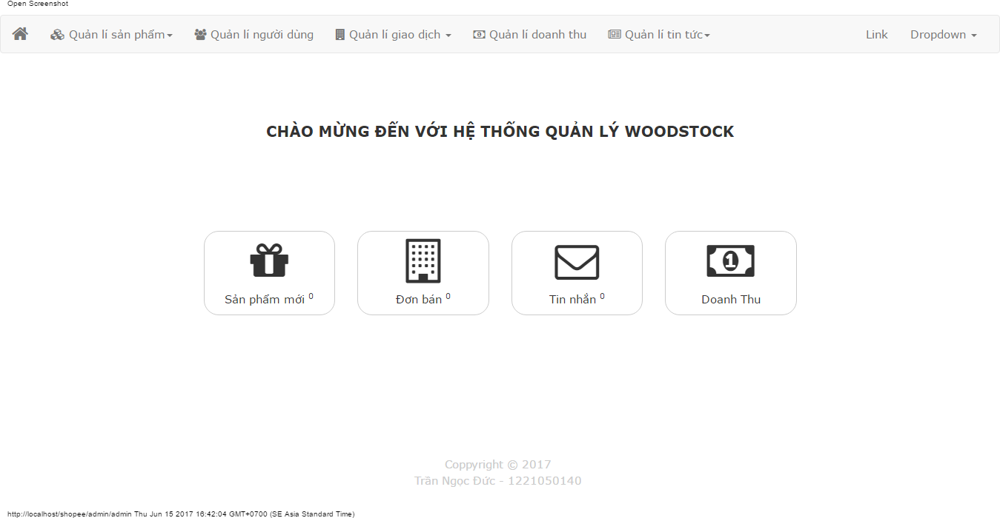 Open Screenshot
Quản lí sản phẩm Quản lí người dùng Quản lí giao dịch Quản lí doanh thu Quản lí tin tức Link Dropdown
CHÀO MỪNG ĐẾN VỚI HỆ THỐNG QUẢN LÝ WOODSTOCK
1
Sản phẩm mới 0 Đơn bán 0 Tin nhắn 0 Doanh Thu
Coppyright © 2017
Trần Ngọc Đức - 1221050140
http://localhost/shopee/admin/admin Thu Jun 15 2017 16:42:04 GMT+0700 (SE Asia Standard Time)